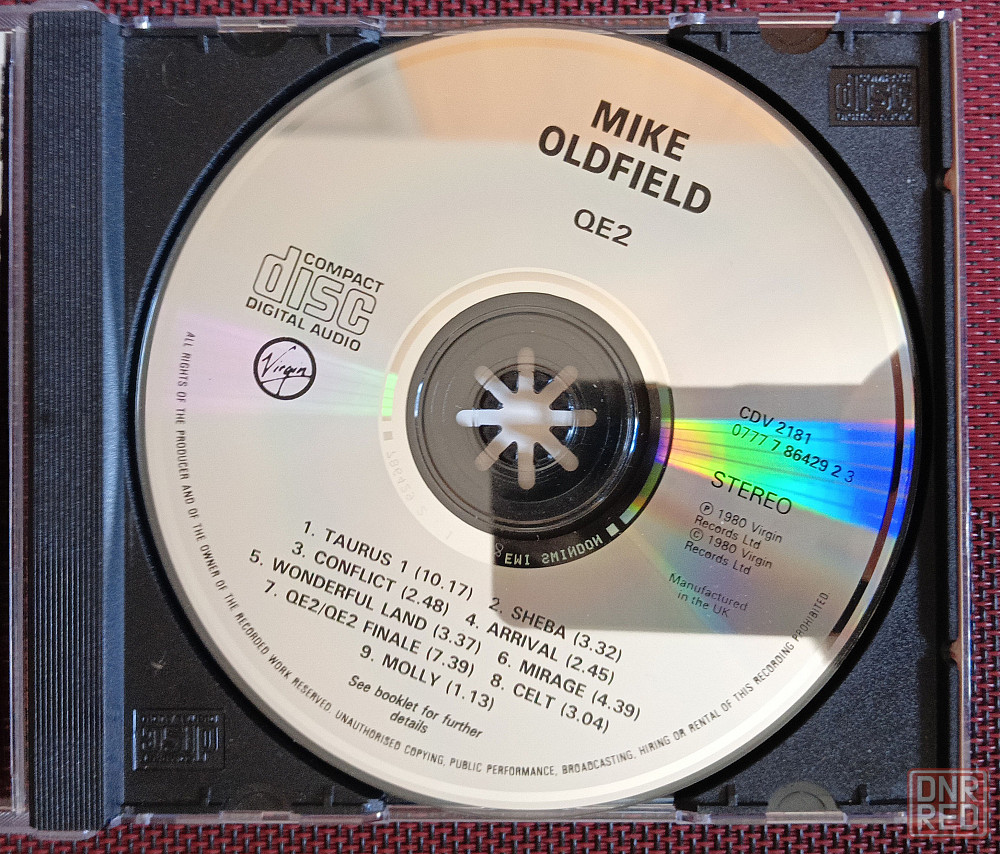 MIKE
OLDFIELD
QE2
COMPACT
disc
DIGITAL AUDIO
Virgin
COMPACT
disc
DIGITAL AUDIO
CDV 2181
0777 7 86429 2 3
STEREO
Ⓟ 1980 Virgin
Records Ltd
© 1980 Virgin
Records Ltd
Manufactured
in the UK
EMI SWINDON
1. TAURUS 1 (10.17)
2. SHEBA (3.32)
3. CONFLICT (2.48)
4. ARRIVAL (2.45)
5. WONDERFUL LAND (3.37)
6. MIRAGE (4.39)
7. QE2/QE2 FINALE (7.39)
8. CELT (3.04)
9. MOLLY (1.13)
See booklet for further
details
ALL RIGHTS OF THE PRODUCER AND OF THE OWNER OF THE RECORDED WORK RESERVED. UNAUTHORISED COPYING, PUBLIC PERFORMANCE, BROADCASTING, HIRING OR RENTAL OF THIS RECORDING PROHIBITED.
disc
DNR
RED